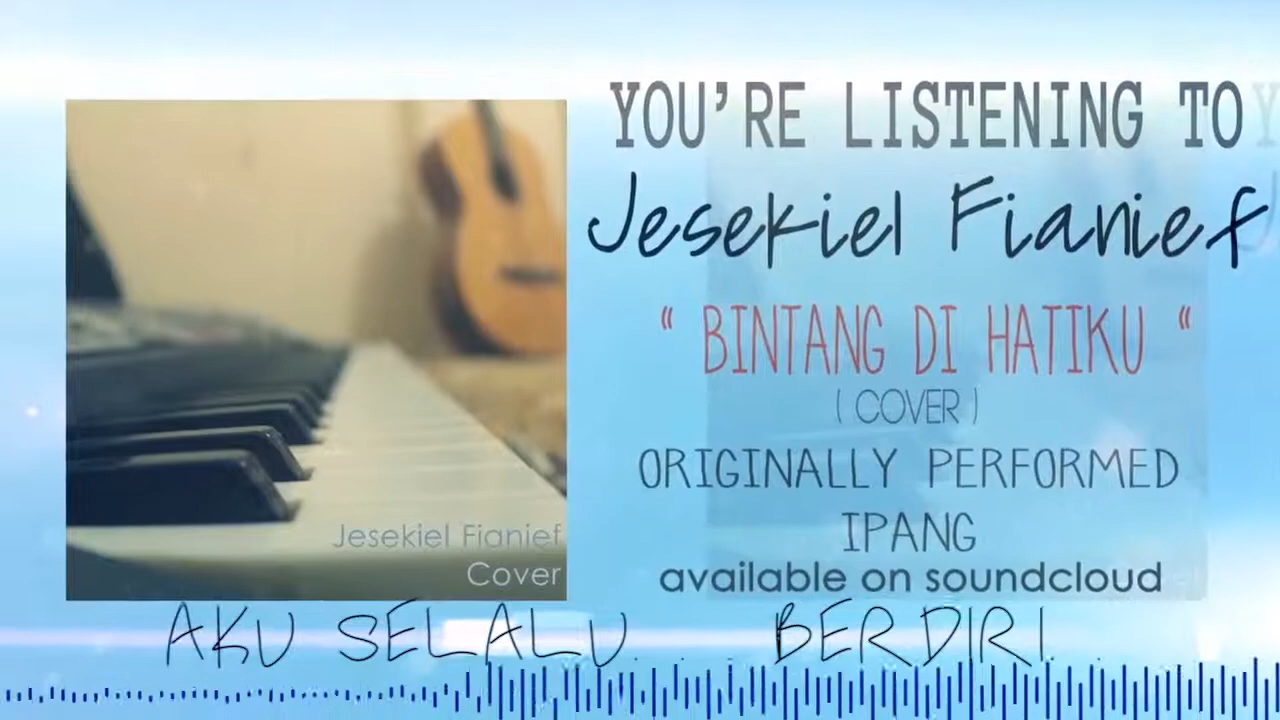 YOU'RE LISTENING TO
Jesekiel Fianief
“ BINTANG DI HATIKU “
( COVER )
ORIGINALLY PERFORMED
IPANG
available on soundcloud
Jesekiel Fianief
Cover
AKU SELALU . . . BERDIRI. .